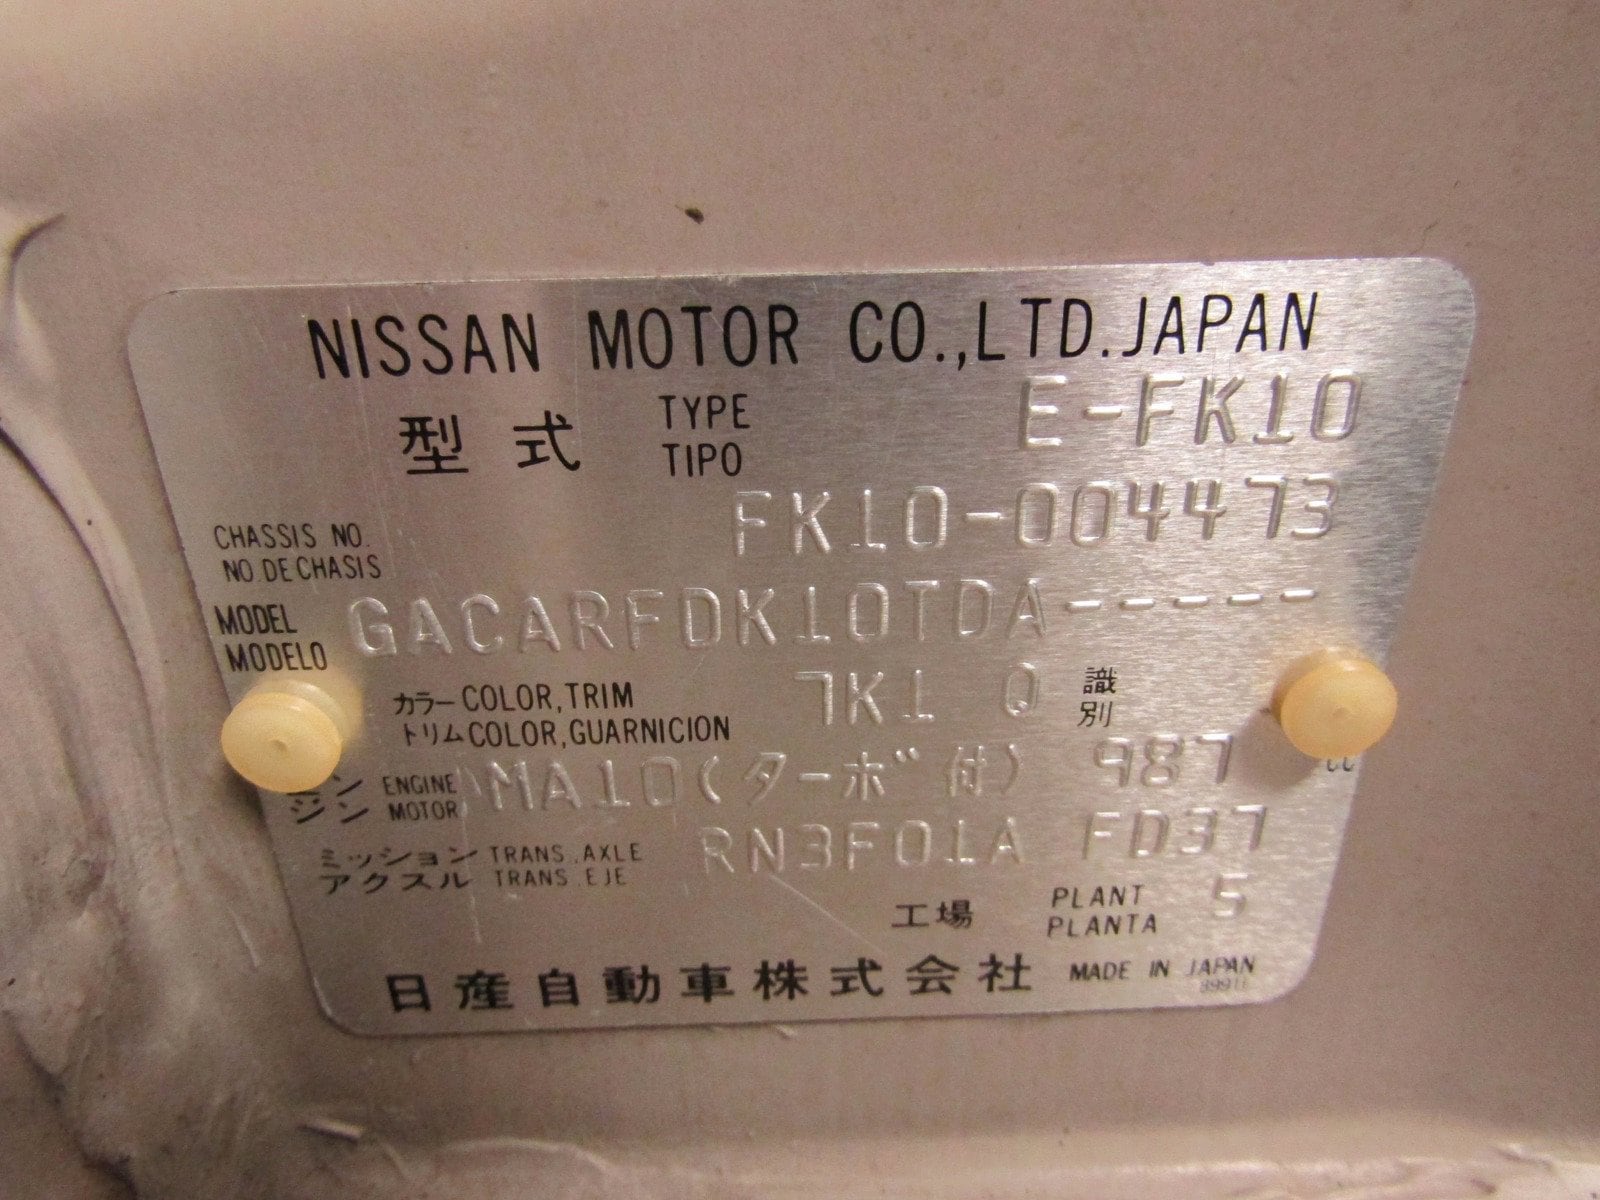 NISSAN MOTOR CO.,LTD.JAPAN
型式 TYPE TIPO E-FK10
CHASSIS NO. NO.DE CHASIS FK10-004473
MODEL MODELO GACARFDK10TDA-----
カラー COLOR,TRIM 7K1 Q 識別
トリム COLOR,GUARNICION
ENGINE MA10(ターボ付) 987 cc
ジン MOTOR
ミッション TRANS.AXLE RN3F01A FD37
アクスル TRANS.EJE
工場 PLANT PLANTA 5
日産自動車株式会社 MADE IN JAPAN